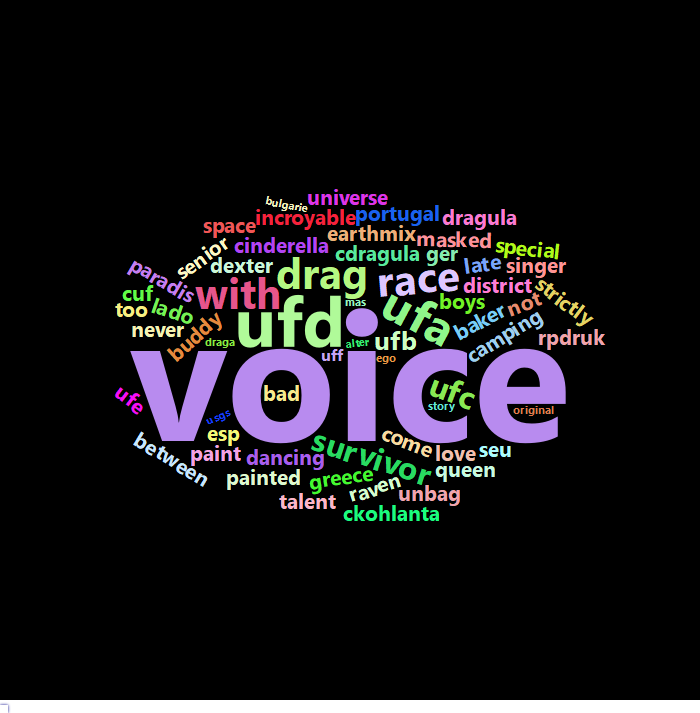 universe
bulgarie
incroyable
portugal
dragula
space
earthmix
masked
special
senior
cinderella
cdragula
ger
paradis
dexter
drag
race
late
singer
cuf
with
mas
district
strictly
too
lado
ufd
ufa
boys
baker
not
never
buddy
draga
alter
ufb
camping
rpdruk
uff
ego
voice
ufe
bad
ufc
usgs
story
original
esp
between
paint
dancing
survivor
come
love
seu
painted
greece
raven
queen
talent
unbag
ckohlanta